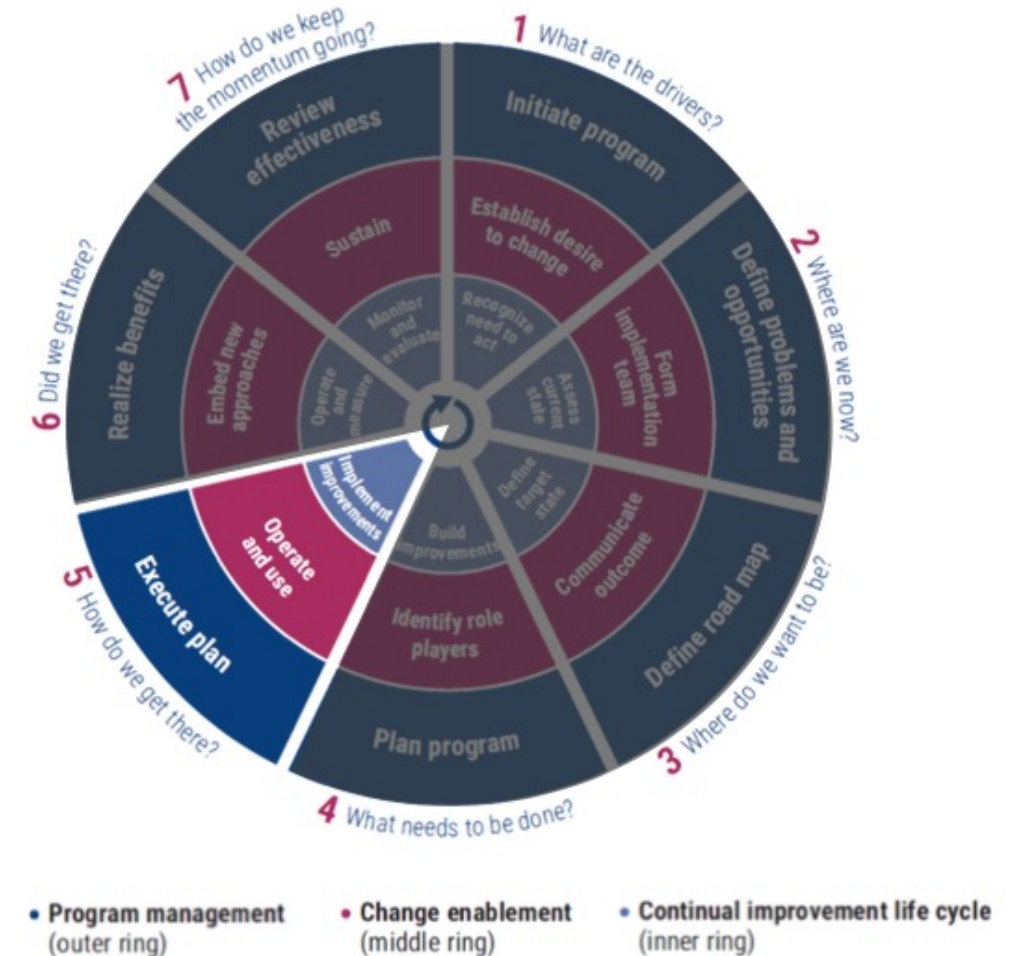 1 What are the drivers?
Initiate program
Establish desire
to change
Recognize
need to
act
2 Where are we now?
Define problems and
opportunities
Form
implementation
team
Assess
current
state
3 Where do we want to be?
Define road map
Communicate
outcome
Define
target
state
4 What needs to be done?
Plan program
Identify role
players
Build
improvements
5 How do we get there?
Execute plan
Operate
and use
Implement
improvements
6 Did we get there?
Realize benefits
Embed new
approaches
Operate
and
measure
7 How do we keep
the momentum going?
Review
effectiveness
Sustain
Monitor
and
evaluate
• Program management
(outer ring)
• Change enablement
(middle ring)
• Continual improvement life cycle
(inner ring)